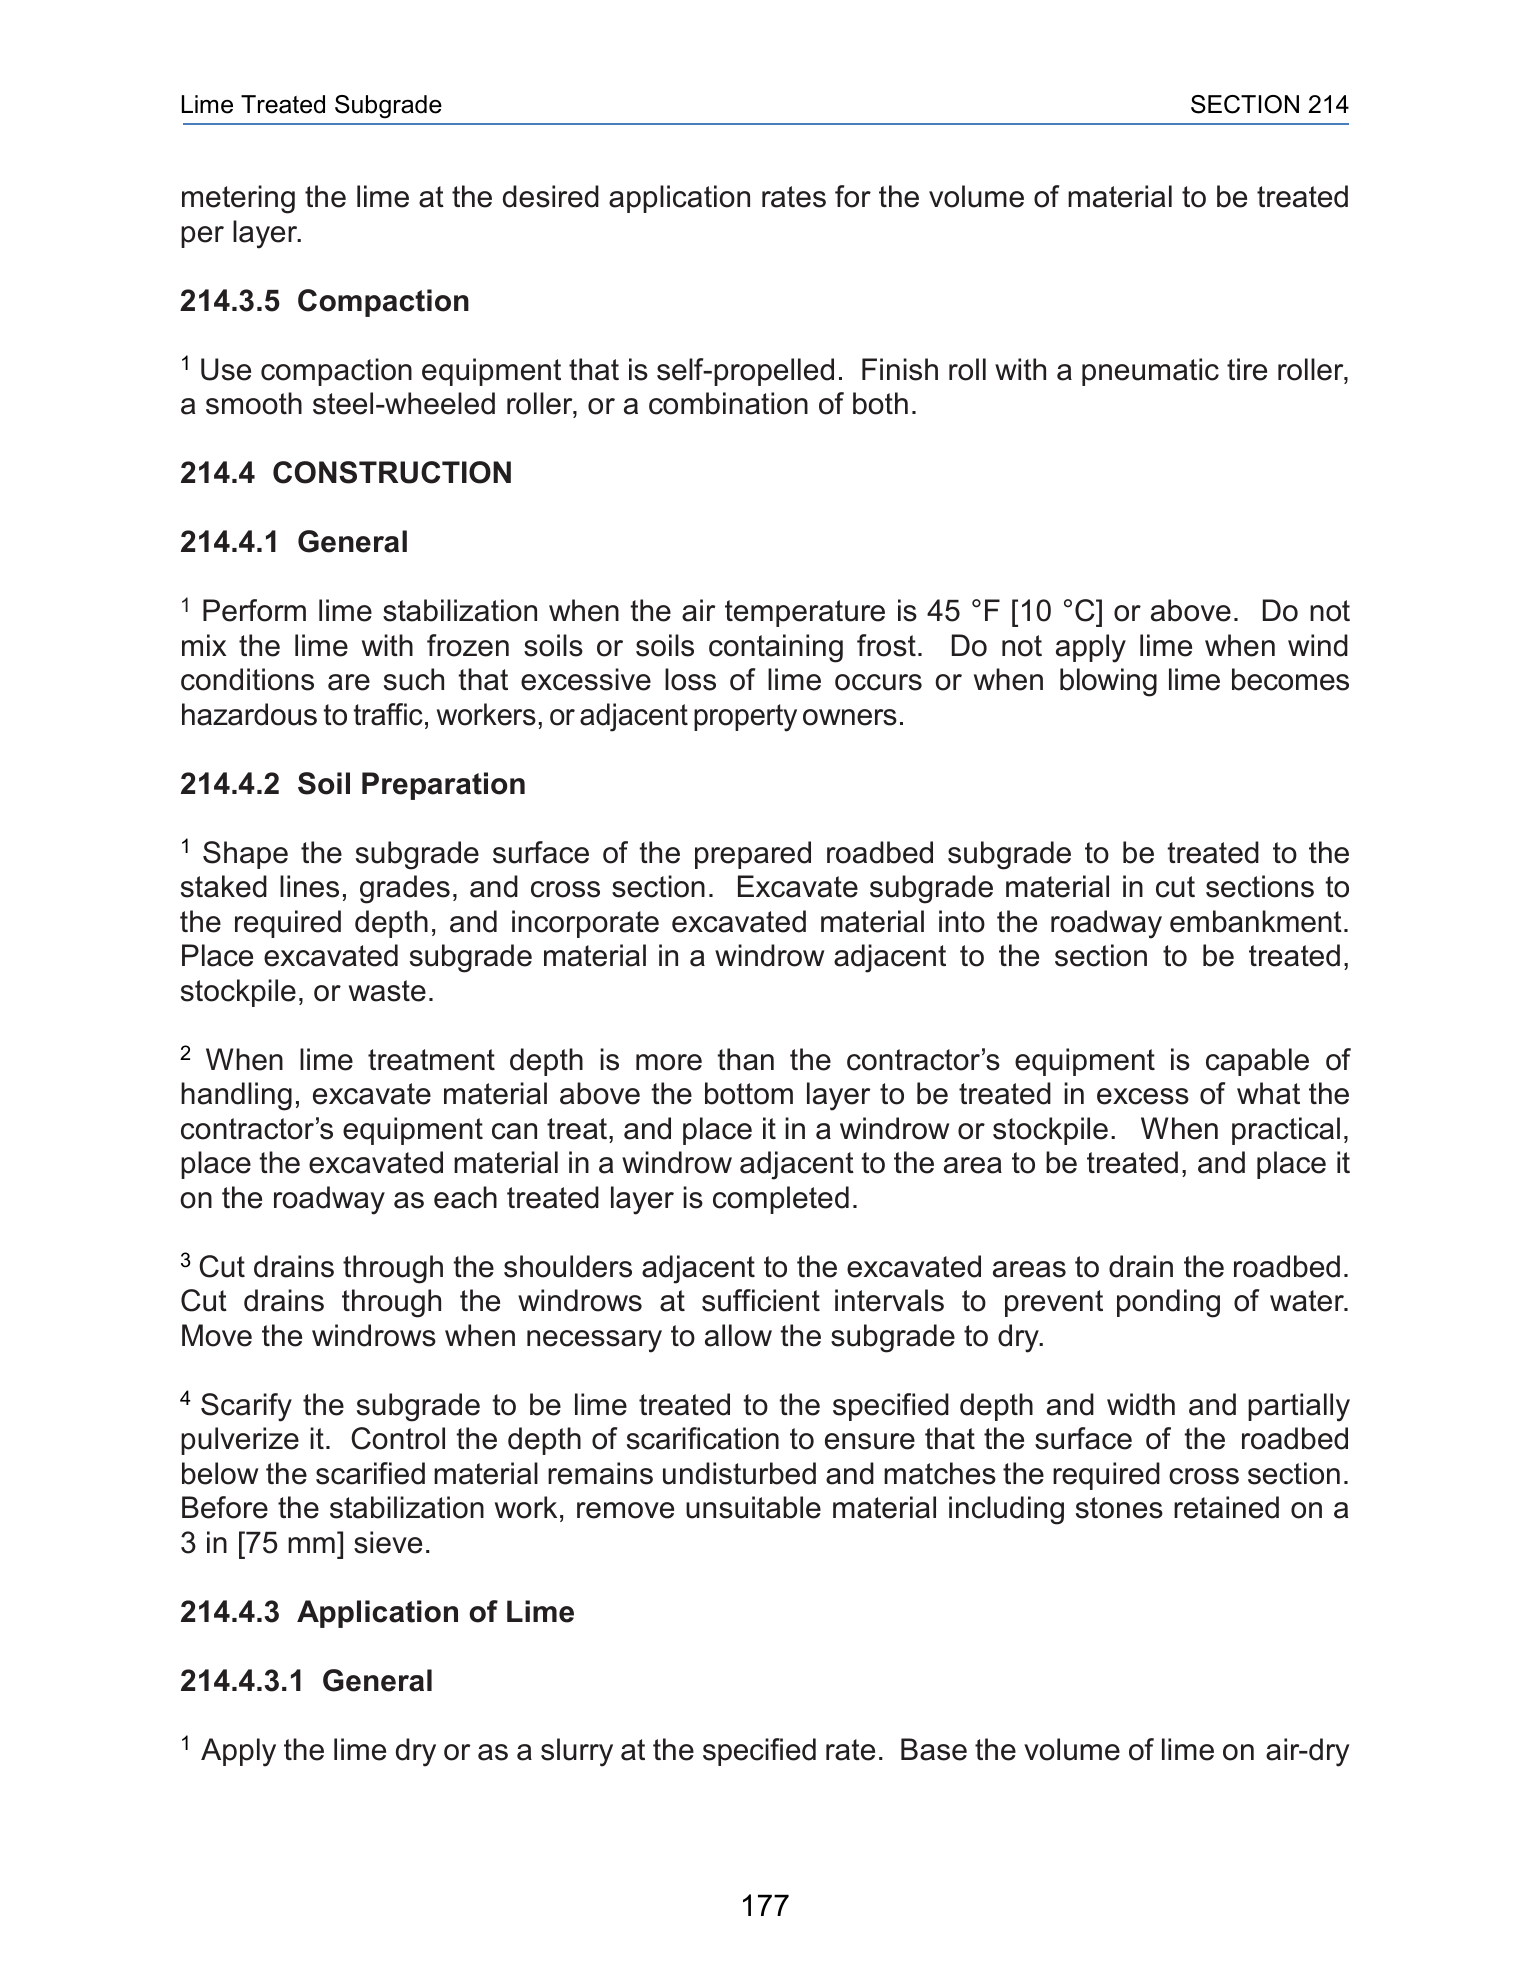 Lime Treated Subgrade SECTION 214
metering the lime at the desired application rates for the volume of material to be treated
per layer.
214.3.5 Compaction
1 Use compaction equipment that is self-propelled. Finish roll with a pneumatic tire roller,
a smooth steel-wheeled roller, or a combination of both.
214.4 CONSTRUCTION
214.4.1 General
1 Perform lime stabilization when the air temperature is 45 °F [10 °C] or above. Do not
mix the lime with frozen soils or soils containing frost. Do not apply lime when wind
conditions are such that excessive loss of lime occurs or when blowing lime becomes
hazardous to traffic, workers, or adjacent property owners.
214.4.2 Soil Preparation
1 Shape the subgrade surface of the prepared roadbed subgrade to be treated to the
staked lines, grades, and cross section. Excavate subgrade material in cut sections to
the required depth, and incorporate excavated material into the roadway embankment.
Place excavated subgrade material in a windrow adjacent to the section to be treated,
stockpile, or waste.
2 When lime treatment depth is more than the contractor’s equipment is capable of
handling, excavate material above the bottom layer to be treated in excess of what the
contractor’s equipment can treat, and place it in a windrow or stockpile. When practical,
place the excavated material in a windrow adjacent to the area to be treated, and place it
on the roadway as each treated layer is completed.
3 Cut drains through the shoulders adjacent to the excavated areas to drain the roadbed.
Cut drains through the windrows at sufficient intervals to prevent ponding of water.
Move the windrows when necessary to allow the subgrade to dry.
4 Scarify the subgrade to be lime treated to the specified depth and width and partially
pulverize it. Control the depth of scarification to ensure that the surface of the roadbed
below the scarified material remains undisturbed and matches the required cross section.
Before the stabilization work, remove unsuitable material including stones retained on a
3 in [75 mm] sieve.
214.4.3 Application of Lime
214.4.3.1 General
1 Apply the lime dry or as a slurry at the specified rate. Base the volume of lime on air-dry
177